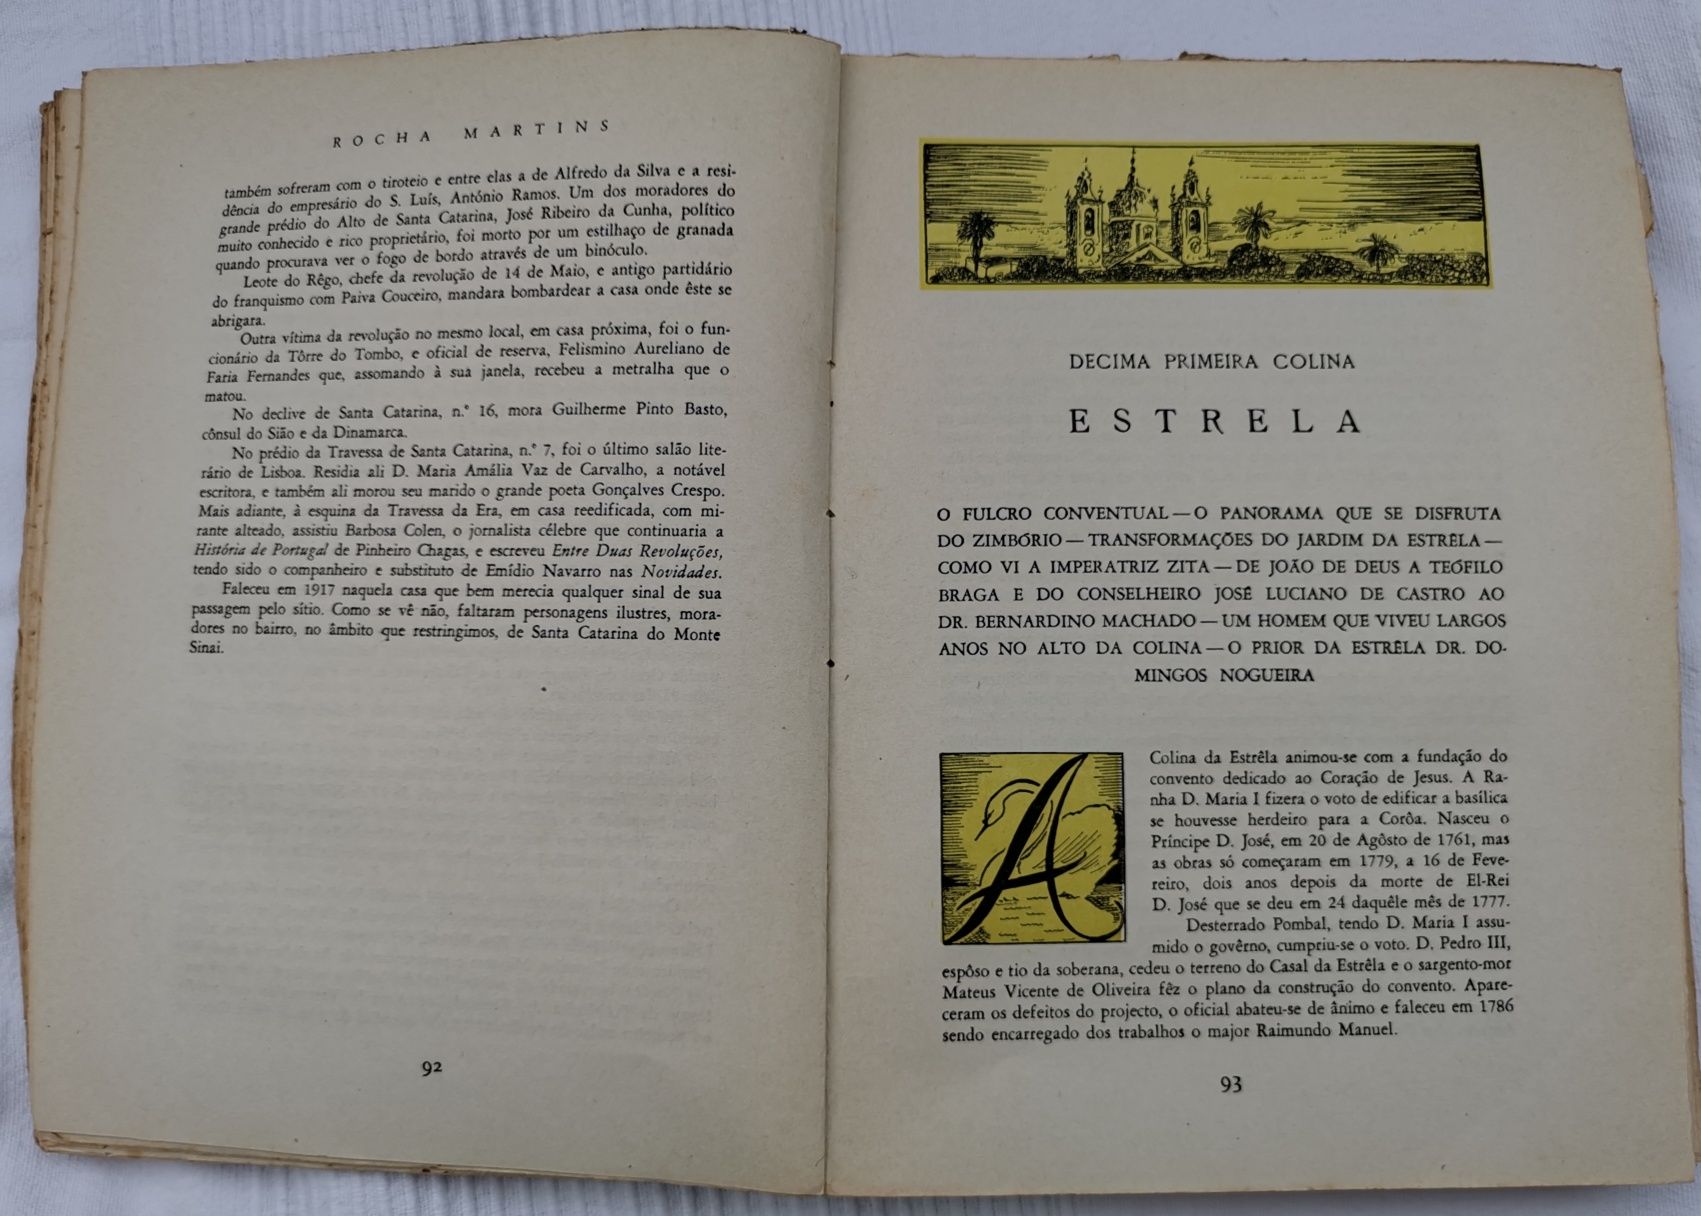 ROCHA MARTINS
também sofreram com o tiroteio e entre elas a de Alfredo da Silva e a resi-
dência do empresário do S. Luís, António Ramos. Um dos moradores do
grande prédio do Alto de Santa Catarina, José Ribeiro da Cunha, político
muito conhecido e rico proprietário, foi morto por um estilhaço de granada
quando procurava ver o fogo de bordo através de um binóculo.
Leote do Rêgo, chefe da revolução de 14 de Maio, e antigo partidário
do franquismo com Paiva Couceiro, mandara bombardear a casa onde êste se
abrigara.
Outra vítima da revolução no mesmo local, em casa próxima, foi o fun-
cionário da Tôrre do Tombo, e oficial de reserva, Felismino Aureliano de
Faria Fernandes que, assomando à sua janela, recebeu a metralha que o
matou.
No declive de Santa Catarina, n.º 16, mora Guilherme Pinto Basto,
cônsul do Sião e da Dinamarca.
No prédio da Travessa de Santa Catarina, n.º 7, foi o último salão lite-
rário de Lisboa. Residia ali D. Maria Amália Vaz de Carvalho, a notável
escritora, e também ali morou seu marido o grande poeta Gonçalves Crespo.
Mais adiante, à esquina da Travessa da Era, em casa reedificada, com mi-
rante alteado, assistiu Barbosa Colen, o jornalista célebre que continuaria a
História de Portugal de Pinheiro Chagas, e escreveu Entre Duas Revoluções,
tendo sido o companheiro e substituto de Emídio Navarro nas Novidades.
Faleceu em 1917 naquela casa que bem merecia qualquer sinal de sua
passagem pelo sítio. Como se vê não, faltaram personagens ilustres, mora-
dores no bairro, no âmbito que restringimos, de Santa Catarina do Monte
Sinai.
92
DECIMA PRIMEIRA COLINA
ESTRELA
O FULCRO CONVENTUAL — O PANORAMA QUE SE DISFRUTA
DO ZIMBÓRIO — TRANSFORMAÇÕES DO JARDIM DA ESTRÊLA —
COMO VI A IMPERATRIZ ZITA — DE JOÃO DE DEUS A TEÓFILO
BRAGA E DO CONSELHEIRO JOSÉ LUCIANO DE CASTRO AO
DR. BERNARDINO MACHADO — UM HOMEM QUE VIVEU LARGOS
ANOS NO ALTO DA COLINA — O PRIOR DA ESTRÊLA DR. DO-
MINGOS NOGUEIRA
A Colina da Estrêla animou-se com a fundação do
convento dedicado ao Coração de Jesus. A Ra-
nha D. Maria I fizera o voto de edificar a basílica
se houvesse herdeiro para a Corôa. Nasceu o
Príncipe D. José, em 20 de Agôsto de 1761, mas
as obras só começaram em 1779, a 16 de Feve-
reiro, dois anos depois da morte de El-Rei
D. José que se deu em 24 daquêle mês de 1777.
Desterrado Pombal, tendo D. Maria I assu-
mido o govêrno, cumpriu-se o voto. D. Pedro III,
espôso e tio da soberana, cedeu o terreno do Casal da Estrêla e o sargento-mor
Mateus Vicente de Oliveira fêz o plano da construção do convento. Apare-
ceram os defeitos do projecto, o oficial abateu-se de ânimo e faleceu em 1786
sendo encarregado dos trabalhos o major Raimundo Manuel.
93